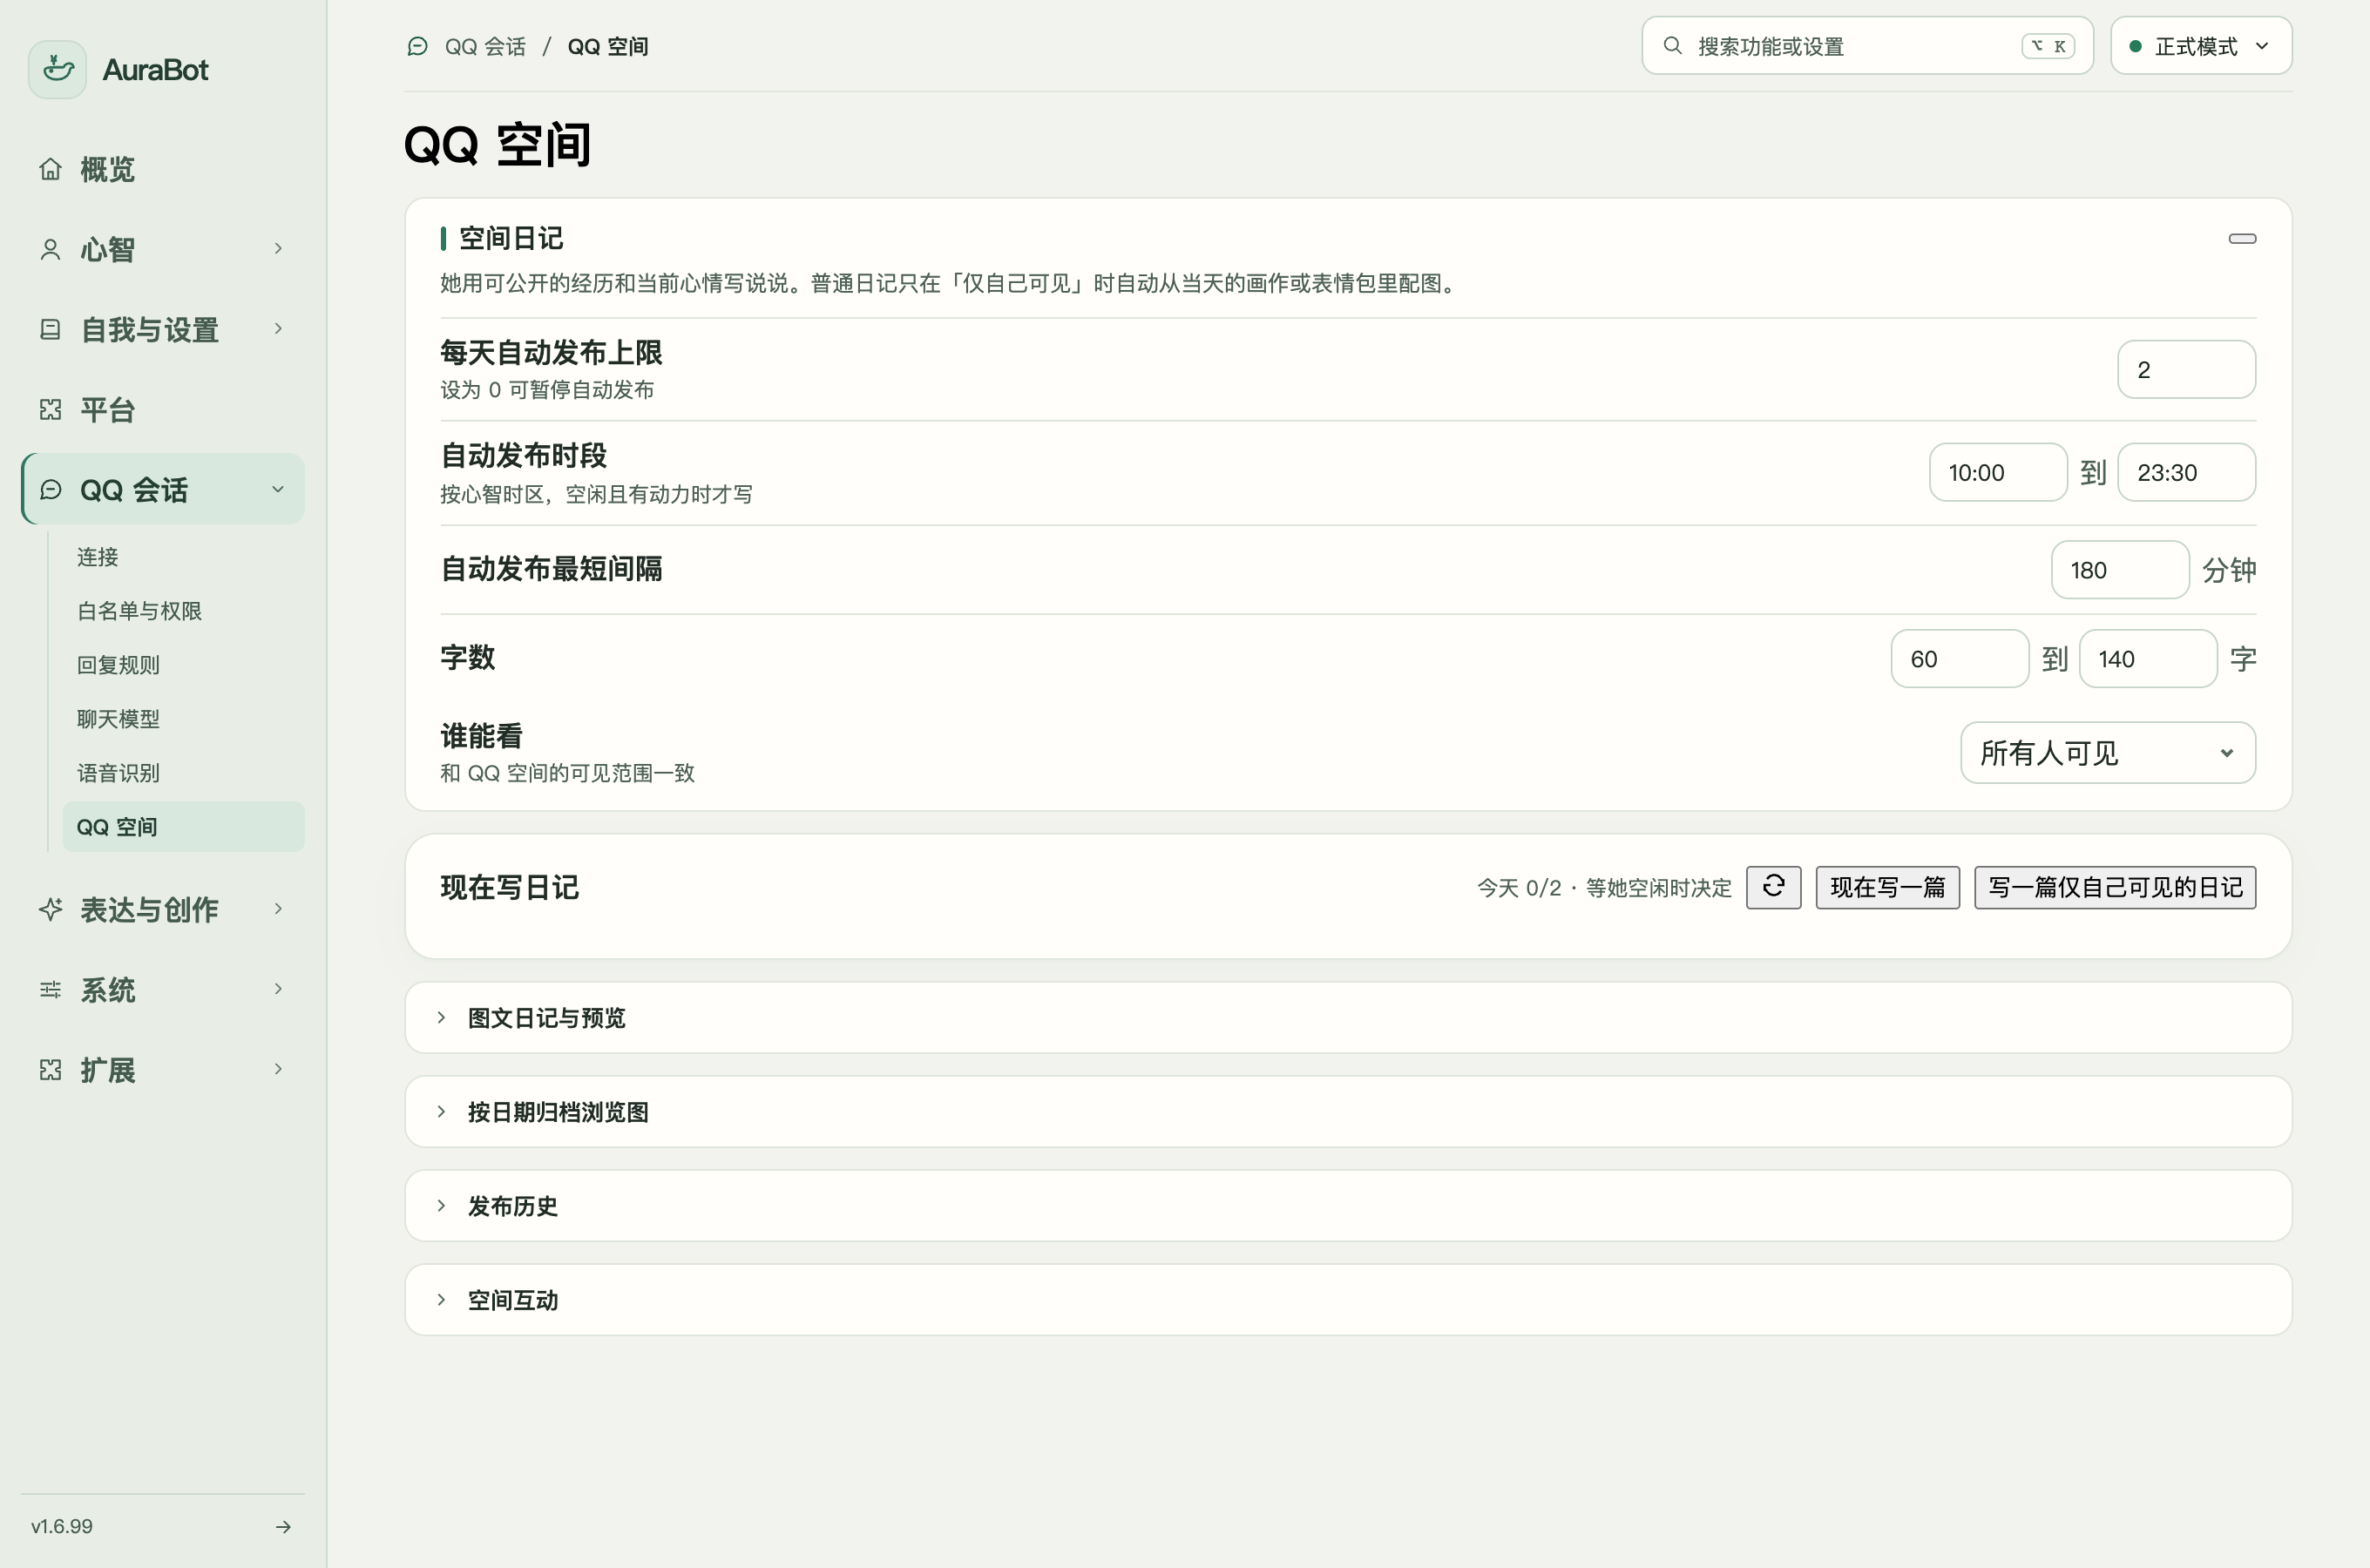 AuraBot
概览
心智
自我与设置
平台
QQ 会话
连接
白名单与权限
回复规则
聊天模型
语音识别
QQ 空间
表达与创作
系统
扩展
v1.6.99
QQ 会话 / QQ 空间
搜索功能或设置 ⌥ K
正式模式
QQ 空间
空间日记
她用可公开的经历和当前心情写说说。普通日记只在「仅自己可见」时自动从当天的画作或表情包里配图。
每天自动发布上限
设为 0 可暂停自动发布
2
自动发布时段
按心智时区，空闲且有动力时才写
10:00 到 23:30
自动发布最短间隔
180 分钟
字数
60 到 140 字
谁能看
和 QQ 空间的可见范围一致
所有人可见
现在写日记
今天 0/2 · 等她空闲时决定
现在写一篇
写一篇仅自己可见的日记
图文日记与预览
按日期归档浏览图
发布历史
空间互动